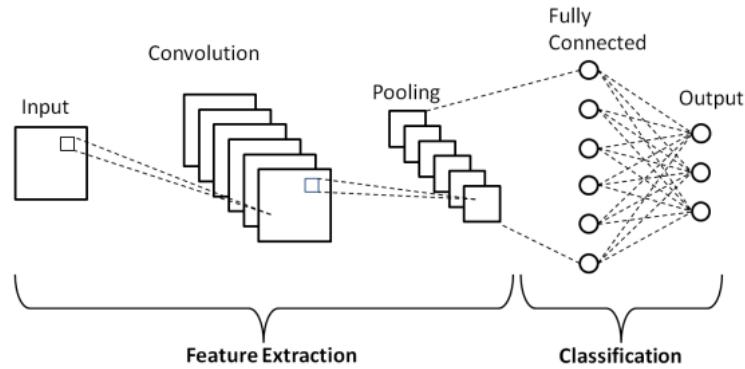 Input
Convolution
Pooling
Fully
Connected
Output
Feature Extraction
Classification